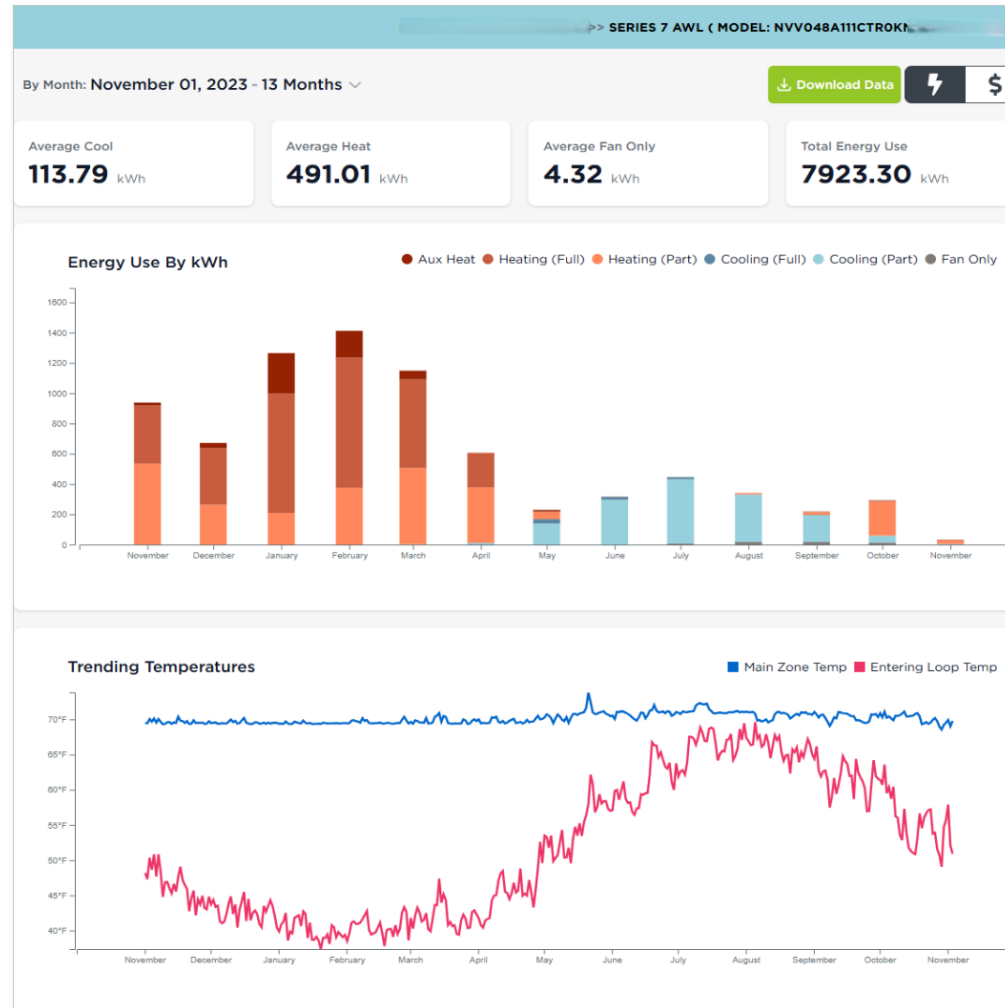 >> SERIES 7 AWL ( MODEL: NVV048A111CTR0KN
By Month: November 01, 2023 - 13 Months
Download Data
$
Average Cool
113.79 kWh
Average Heat
491.01 kWh
Average Fan Only
4.32 kWh
Total Energy Use
7923.30 kWh
Energy Use By kWh
Aux Heat Heating (Full) Heating (Part) Cooling (Full) Cooling (Part) Fan Only
1600
1400
1200
1000
800
600
400
200
0
November December January February March April May June July August September October November
Trending Temperatures
Main Zone Temp Entering Loop Temp
70°F
65°F
60°F
55°F
50°F
45°F
40°F
November December January February March April May June July August September October November